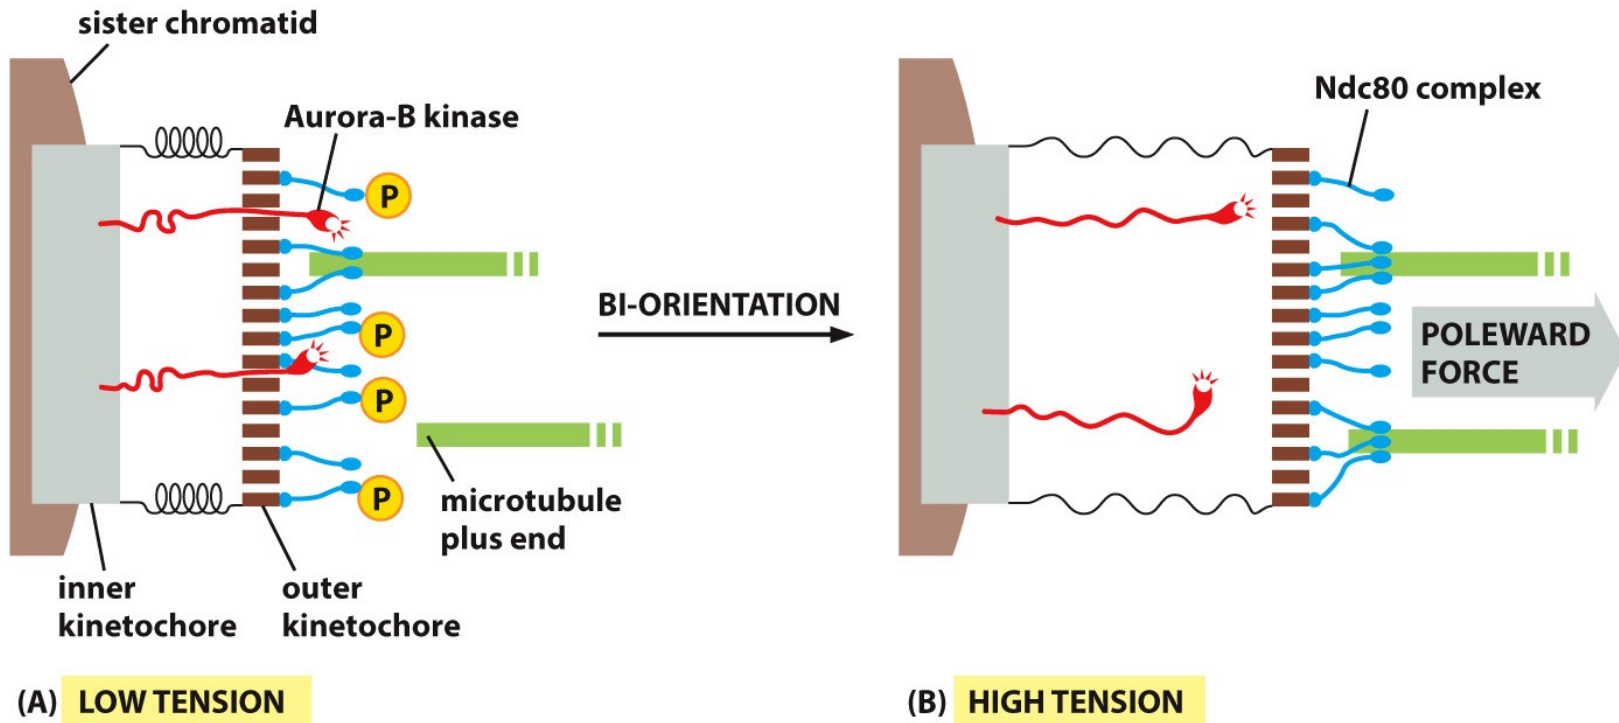 sister chromatid
Aurora-B kinase
P
P
P
P
microtubule
plus end
inner
kinetochore
outer
kinetochore
(A) LOW TENSION
BI-ORIENTATION
Ndc80 complex
POLEWARD
FORCE
(B) HIGH TENSION